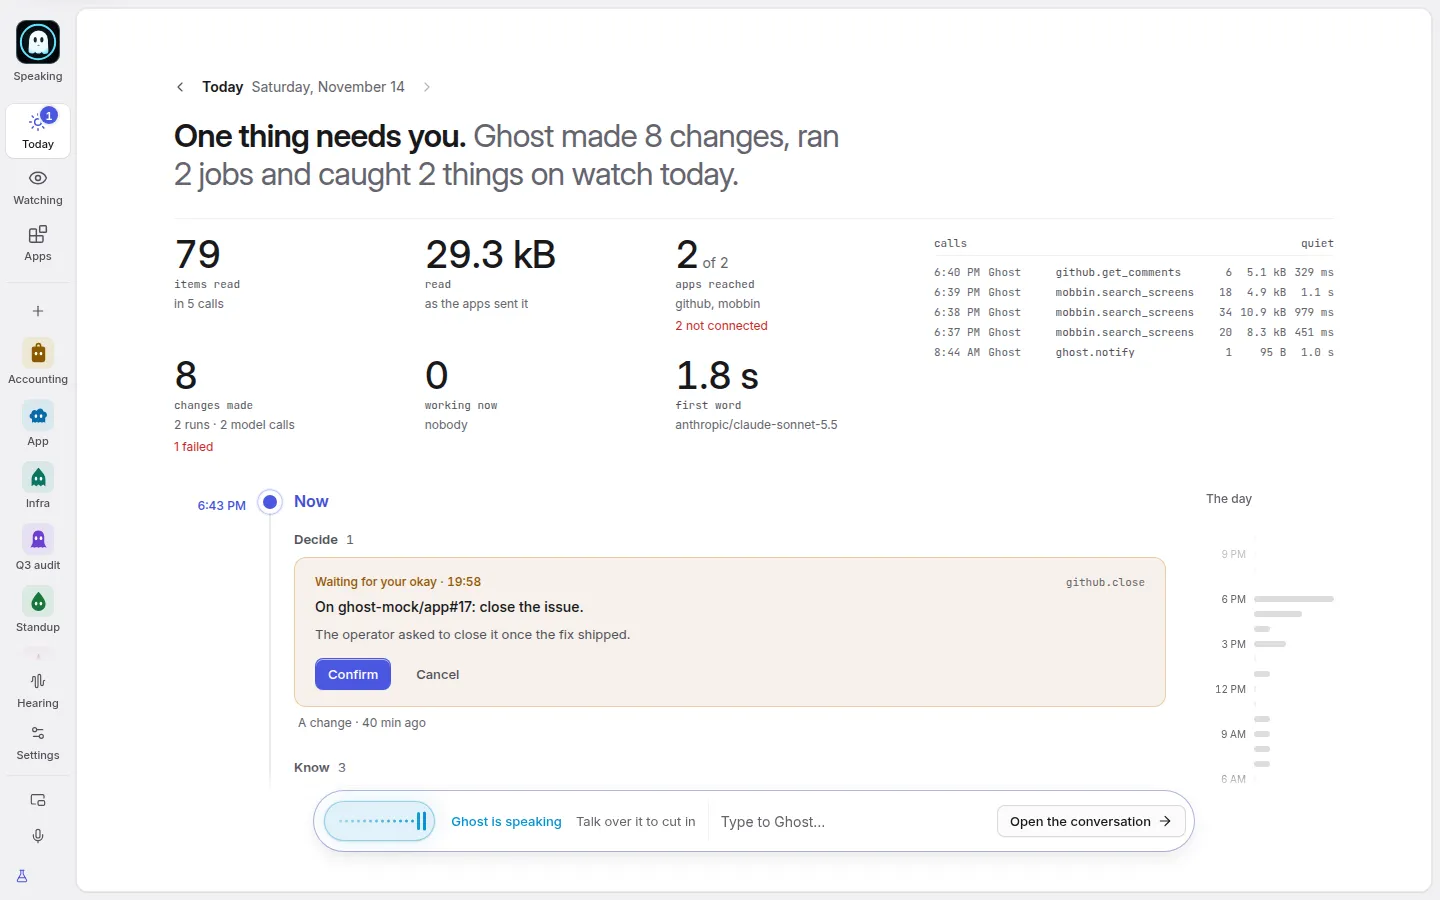 Speaking
1
Today
Watching
Apps
Accounting
App
Infra
Q3 audit
Standup
Hearing
Settings
Today Saturday, November 14
One thing needs you. Ghost made 8 changes, ran
2 jobs and caught 2 things on watch today.
79
items read
in 5 calls
29.3 kB
read
as the apps sent it
2 of 2
apps reached
github, mobbin
2 not connected
8
changes made
2 runs · 2 model calls
1 failed
0
working now
nobody
1.8 s
first word
anthropic/claude-sonnet-5.5
calls quiet
6:40 PM Ghost github.get_comments 6 5.1 kB 329 ms
6:39 PM Ghost mobbin.search_screens 18 4.9 kB 1.1 s
6:38 PM Ghost mobbin.search_screens 34 10.9 kB 979 ms
6:37 PM Ghost mobbin.search_screens 20 8.3 kB 451 ms
8:44 AM Ghost ghost.notify 1 95 B 1.0 s
6:43 PM Now
Decide 1
Waiting for your okay · 19:58 github.close
On ghost-mock/app#17: close the issue.
The operator asked to close it once the fix shipped.
Confirm Cancel
A change · 40 min ago
Know 3
The day
9 PM
6 PM
3 PM
12 PM
9 AM
6 AM
Ghost is speaking Talk over it to cut in Type to Ghost... Open the conversation